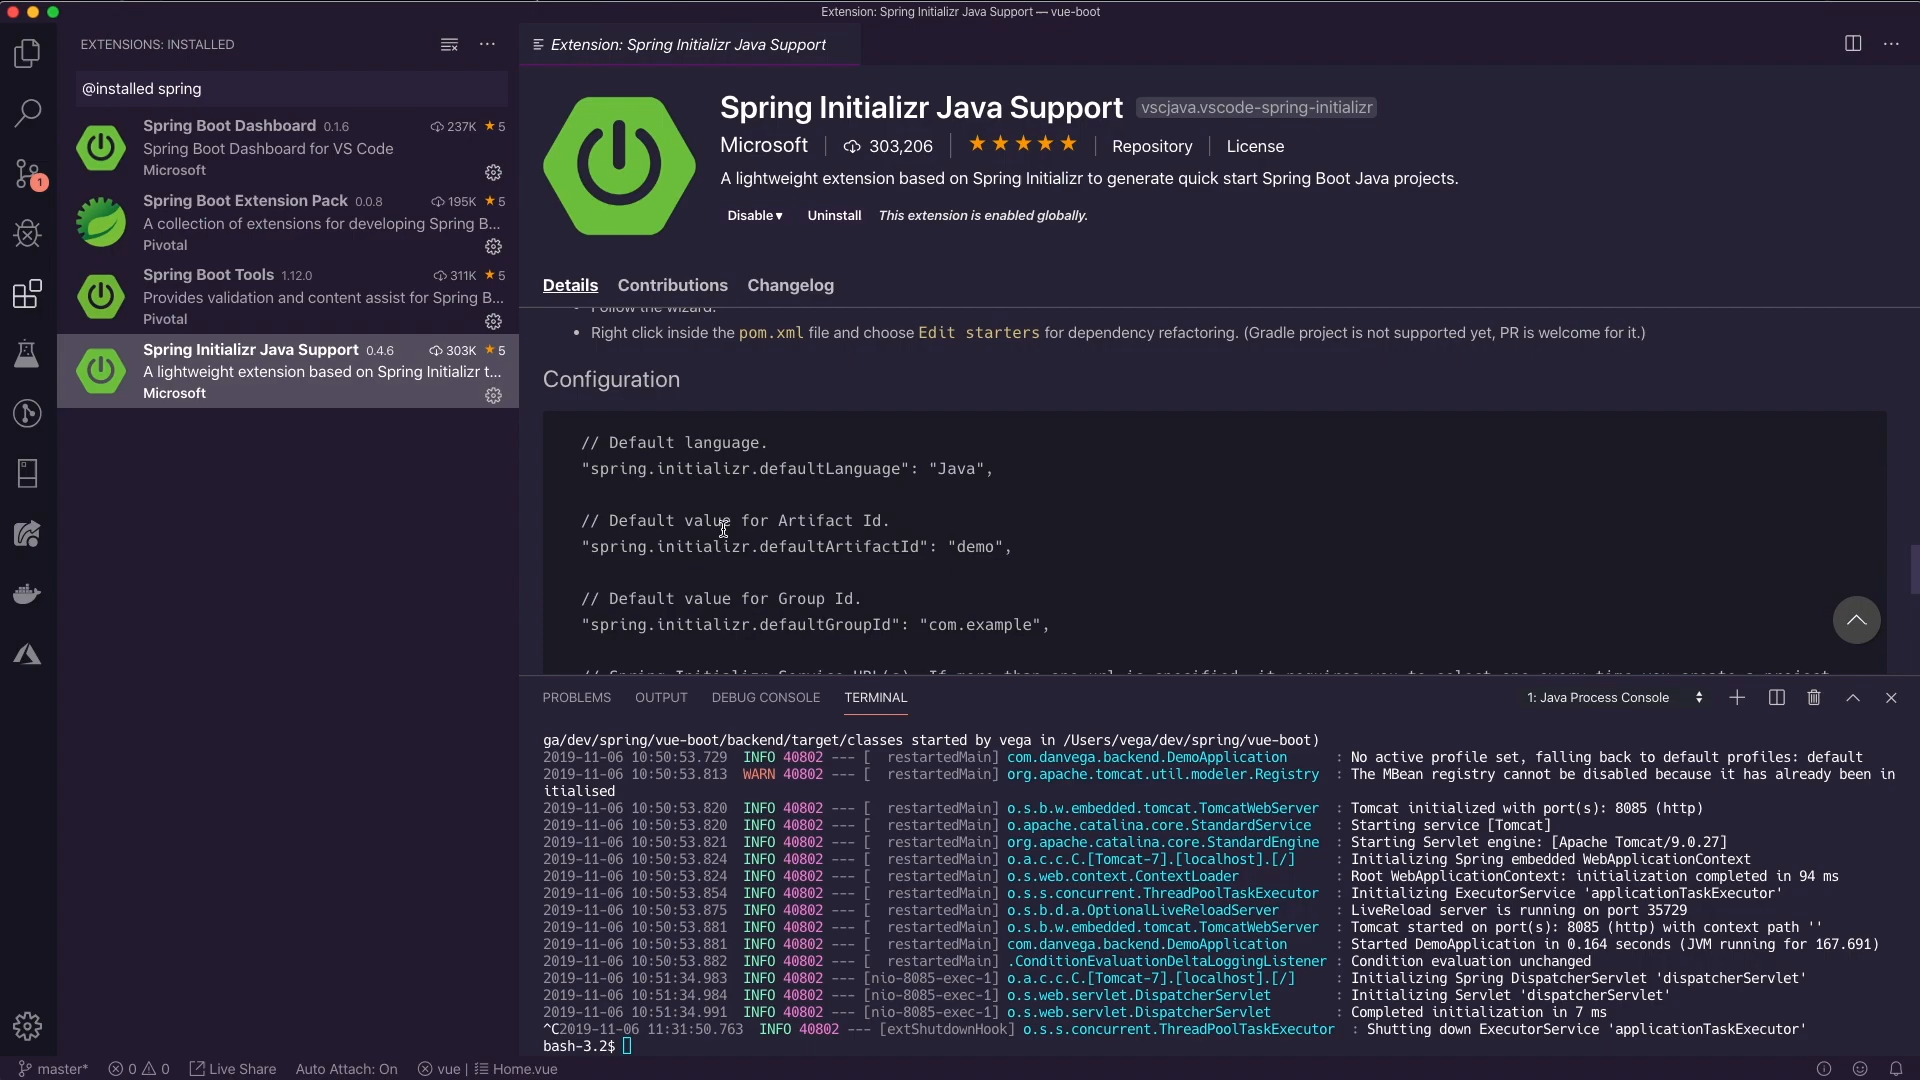 Extension: Spring Initializr Java Support — vue-boot
EXTENSIONS: INSTALLED
@installed spring
Spring Boot Dashboard 0.1.6 237K ★ 5
Spring Boot Dashboard for VS Code
Microsoft
Spring Boot Extension Pack 0.0.8 195K ★ 5
A collection of extensions for developing Spring B...
Pivotal
Spring Boot Tools 1.12.0 311K ★ 5
Provides validation and content assist for Spring B...
Pivotal
Spring Initializr Java Support 0.4.6 303K ★ 5
A lightweight extension based on Spring Initializr t...
Microsoft
1
Extension: Spring Initializr Java Support
Spring Initializr Java Support vscjava.vscode-spring-initializr
Microsoft | 303,206 | ★★★★★ | Repository | License
A lightweight extension based on Spring Initializr to generate quick start Spring Boot Java projects.
Disable▾ Uninstall This extension is enabled globally.
Details Contributions Changelog
• Follow the wizard.
• Right click inside the pom.xml file and choose Edit starters for dependency refactoring. (Gradle project is not supported yet, PR is welcome for it.)
Configuration
// Default language.
"spring.initializr.defaultLanguage": "Java",
// Default value for Artifact Id.
"spring.initializr.defaultArtifactId": "demo",
// Default value for Group Id.
"spring.initializr.defaultGroupId": "com.example",
// Spring Initializr Service URL(s). If more than one url is specified, it requires you to select one every time you create a project.
PROBLEMS OUTPUT DEBUG CONSOLE TERMINAL 1: Java Process Console
ga/dev/spring/vue-boot/backend/target/classes started by vega in /Users/vega/dev/spring/vue-boot)
2019-11-06 10:50:53.729 INFO 40802 --- [ restartedMain] com.danvega.backend.DemoApplication : No active profile set, falling back to default profiles: default
2019-11-06 10:50:53.813 WARN 40802 --- [ restartedMain] org.apache.tomcat.util.modeler.Registry : The MBean registry cannot be disabled because it has already been in
itialised
2019-11-06 10:50:53.820 INFO 40802 --- [ restartedMain] o.s.b.w.embedded.tomcat.TomcatWebServer : Tomcat initialized with port(s): 8085 (http)
2019-11-06 10:50:53.820 INFO 40802 --- [ restartedMain] o.apache.catalina.core.StandardService : Starting service [Tomcat]
2019-11-06 10:50:53.821 INFO 40802 --- [ restartedMain] org.apache.catalina.core.StandardEngine : Starting Servlet engine: [Apache Tomcat/9.0.27]
2019-11-06 10:50:53.824 INFO 40802 --- [ restartedMain] o.a.c.c.C.[Tomcat-7].[localhost].[/] : Initializing Spring embedded WebApplicationContext
2019-11-06 10:50:53.824 INFO 40802 --- [ restartedMain] o.s.web.context.ContextLoader : Root WebApplicationContext: initialization completed in 94 ms
2019-11-06 10:50:53.854 INFO 40802 --- [ restartedMain] o.s.s.concurrent.ThreadPoolTaskExecutor : Initializing ExecutorService 'applicationTaskExecutor'
2019-11-06 10:50:53.875 INFO 40802 --- [ restartedMain] o.s.b.d.a.OptionalLiveReloadServer : LiveReload server is running on port 35729
2019-11-06 10:50:53.881 INFO 40802 --- [ restartedMain] o.s.b.w.embedded.tomcat.TomcatWebServer : Tomcat started on port(s): 8085 (http) with context path ''
2019-11-06 10:50:53.881 INFO 40802 --- [ restartedMain] com.danvega.backend.DemoApplication : Started DemoApplication in 0.164 seconds (JVM running for 167.691)
2019-11-06 10:50:53.882 INFO 40802 --- [ restartedMain] .ConditionEvaluationDeltaLoggingListener : Condition evaluation unchanged
2019-11-06 10:51:34.983 INFO 40802 --- [nio-8085-exec-1] o.a.c.c.C.[Tomcat-7].[localhost].[/] : Initializing Spring DispatcherServlet 'dispatcherServlet'
2019-11-06 10:51:34.984 INFO 40802 --- [nio-8085-exec-1] o.s.web.servlet.DispatcherServlet : Initializing Servlet 'dispatcherServlet'
2019-11-06 10:51:34.991 INFO 40802 --- [nio-8085-exec-1] o.s.web.servlet.DispatcherServlet : Completed initialization in 7 ms
^C2019-11-06 11:31:50.763 INFO 40802 --- [extShutdownHook] o.s.s.concurrent.ThreadPoolTaskExecutor : Shutting down ExecutorService 'applicationTaskExecutor'
bash-3.2$
master* 0 0 Live Share Auto Attach: On vue | Home.vue